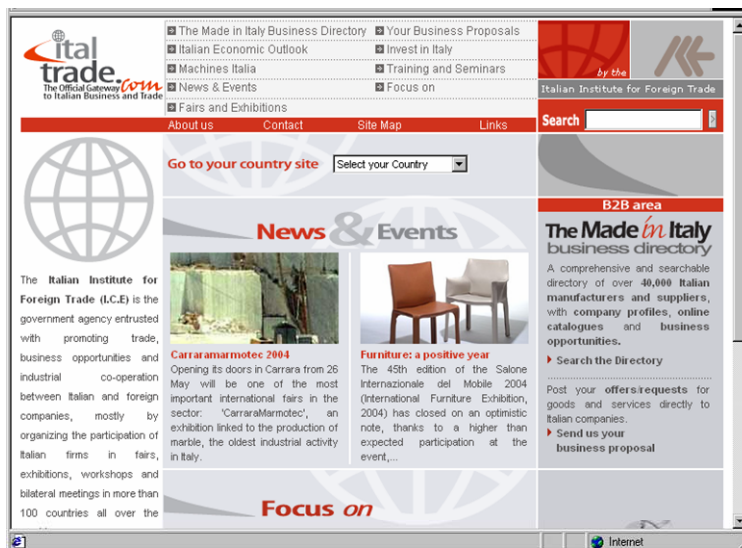 ital
trade.com
The Official Gateway
to Italian Business and Trade
The Made in Italy Business Directory
Your Business Proposals
Italian Economic Outlook
Invest in Italy
Machines Italia
Training and Seminars
News & Events
Focus on
Fairs and Exhibitions
About us Contact Site Map Links
by the
Italian Institute for Foreign Trade
Search
Go to your country site
Select your Country
The Italian Institute for
Foreign Trade (I.C.E) is the
government agency entrusted
with promoting trade,
business opportunities and
industrial co-operation
between Italian and foreign
companies, mostly by
organizing the participation of
Italian firms in fairs,
exhibitions, workshops and
bilateral meetings in more than
100 countries all over the
News & Events
Carraramarmotec 2004
Opening its doors in Carrara from 26
May will be one of the most
important international fairs in the
sector: 'CarraraMarmotec', an
exhibition linked to the production of
marble, the oldest industrial activity
in Italy.
Furniture: a positive year
The 45th edition of the Salone
Internazionale del Mobile 2004
(International Furniture Exhibition,
2004) has closed on an optimistic
note, thanks to a higher than
expected participation at the
event,...
Focus on
B2B area
The Made in Italy
business directory
A comprehensive and searchable
directory of over 40,000 Italian
manufacturers and suppliers,
with company profiles, online
catalogues and business
opportunities.
Search the Directory
Post your offers/requests for
goods and services directly to
Italian companies.
Send us your
business proposal
Internet